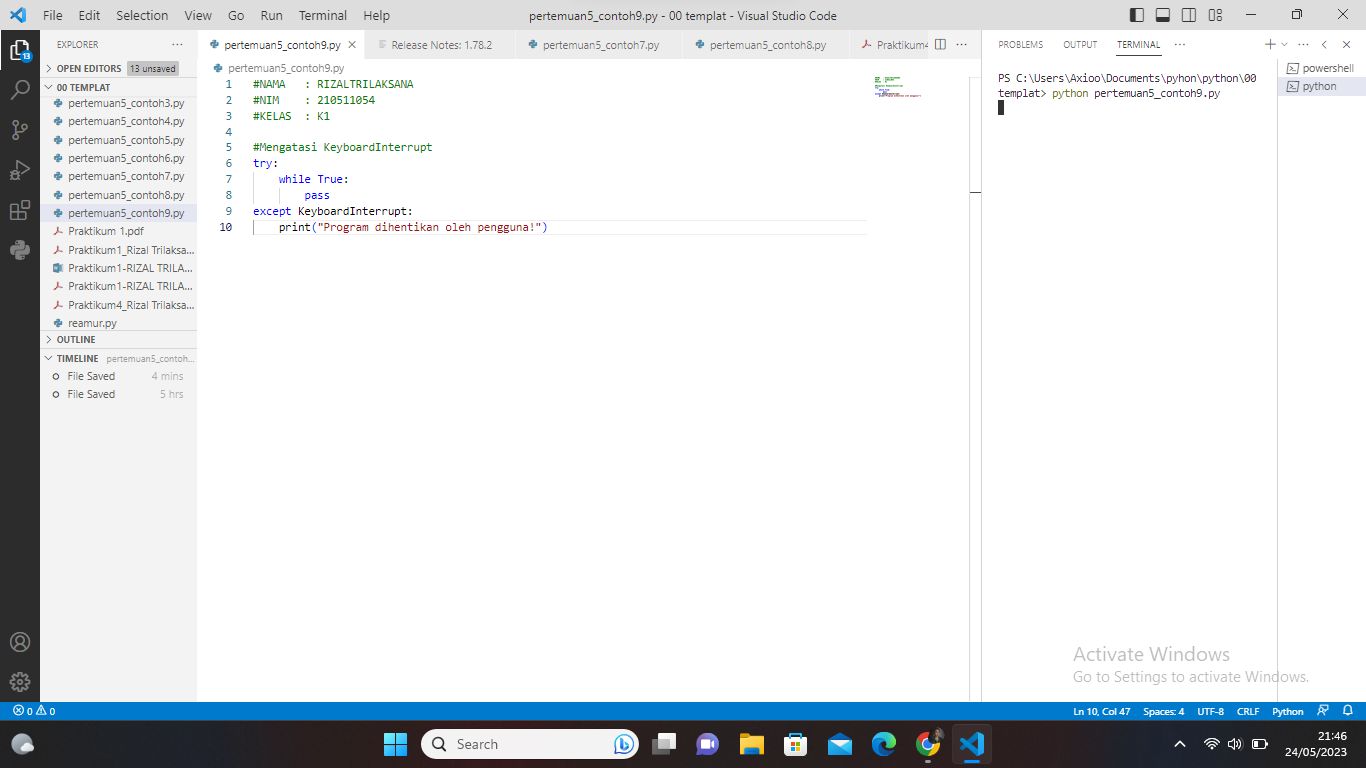 File Edit Selection View Go Run Terminal Help
pertemuan5_contoh9.py - 00 templat - Visual Studio Code
13
EXPLORER
OPEN EDITORS 13 unsaved
00 TEMPLAT
pertemuan5_contoh3.py
pertemuan5_contoh4.py
pertemuan5_contoh5.py
pertemuan5_contoh6.py
pertemuan5_contoh7.py
pertemuan5_contoh8.py
pertemuan5_contoh9.py
Praktikum 1.pdf
Praktikum1_Rizal Trilaksa...
Praktikum1-RIZAL TRILA...
Praktikum1-RIZAL TRILA...
Praktikum4_Rizal Trilaksa...
reamur.py
OUTLINE
TIMELINE pertemuan5_contoh...
File Saved 4 mins
File Saved 5 hrs
pertemuan5_contoh9.py Release Notes: 1.78.2 pertemuan5_contoh7.py pertemuan5_contoh8.py Praktikum4
pertemuan5_contoh9.py
1 #NAMA   : RIZALTRILAKSANA
2 #NIM    : 210511054
3 #KELAS  : K1
4
5 #Mengatasi KeyboardInterrupt
6 try:
7     while True:
8         pass
9 except KeyboardInterrupt:
10     print("Program dihentikan oleh pengguna!")
PROBLEMS OUTPUT TERMINAL
PS C:\Users\Axioo\Documents\pyhon\python\00
templat> python pertemuan5_contoh9.py
powershell
python
Activate Windows
Go to Settings to activate Windows.
0 0
Ln 10, Col 47 Spaces: 4 UTF-8 CRLF Python
Search
21:46
24/05/2023